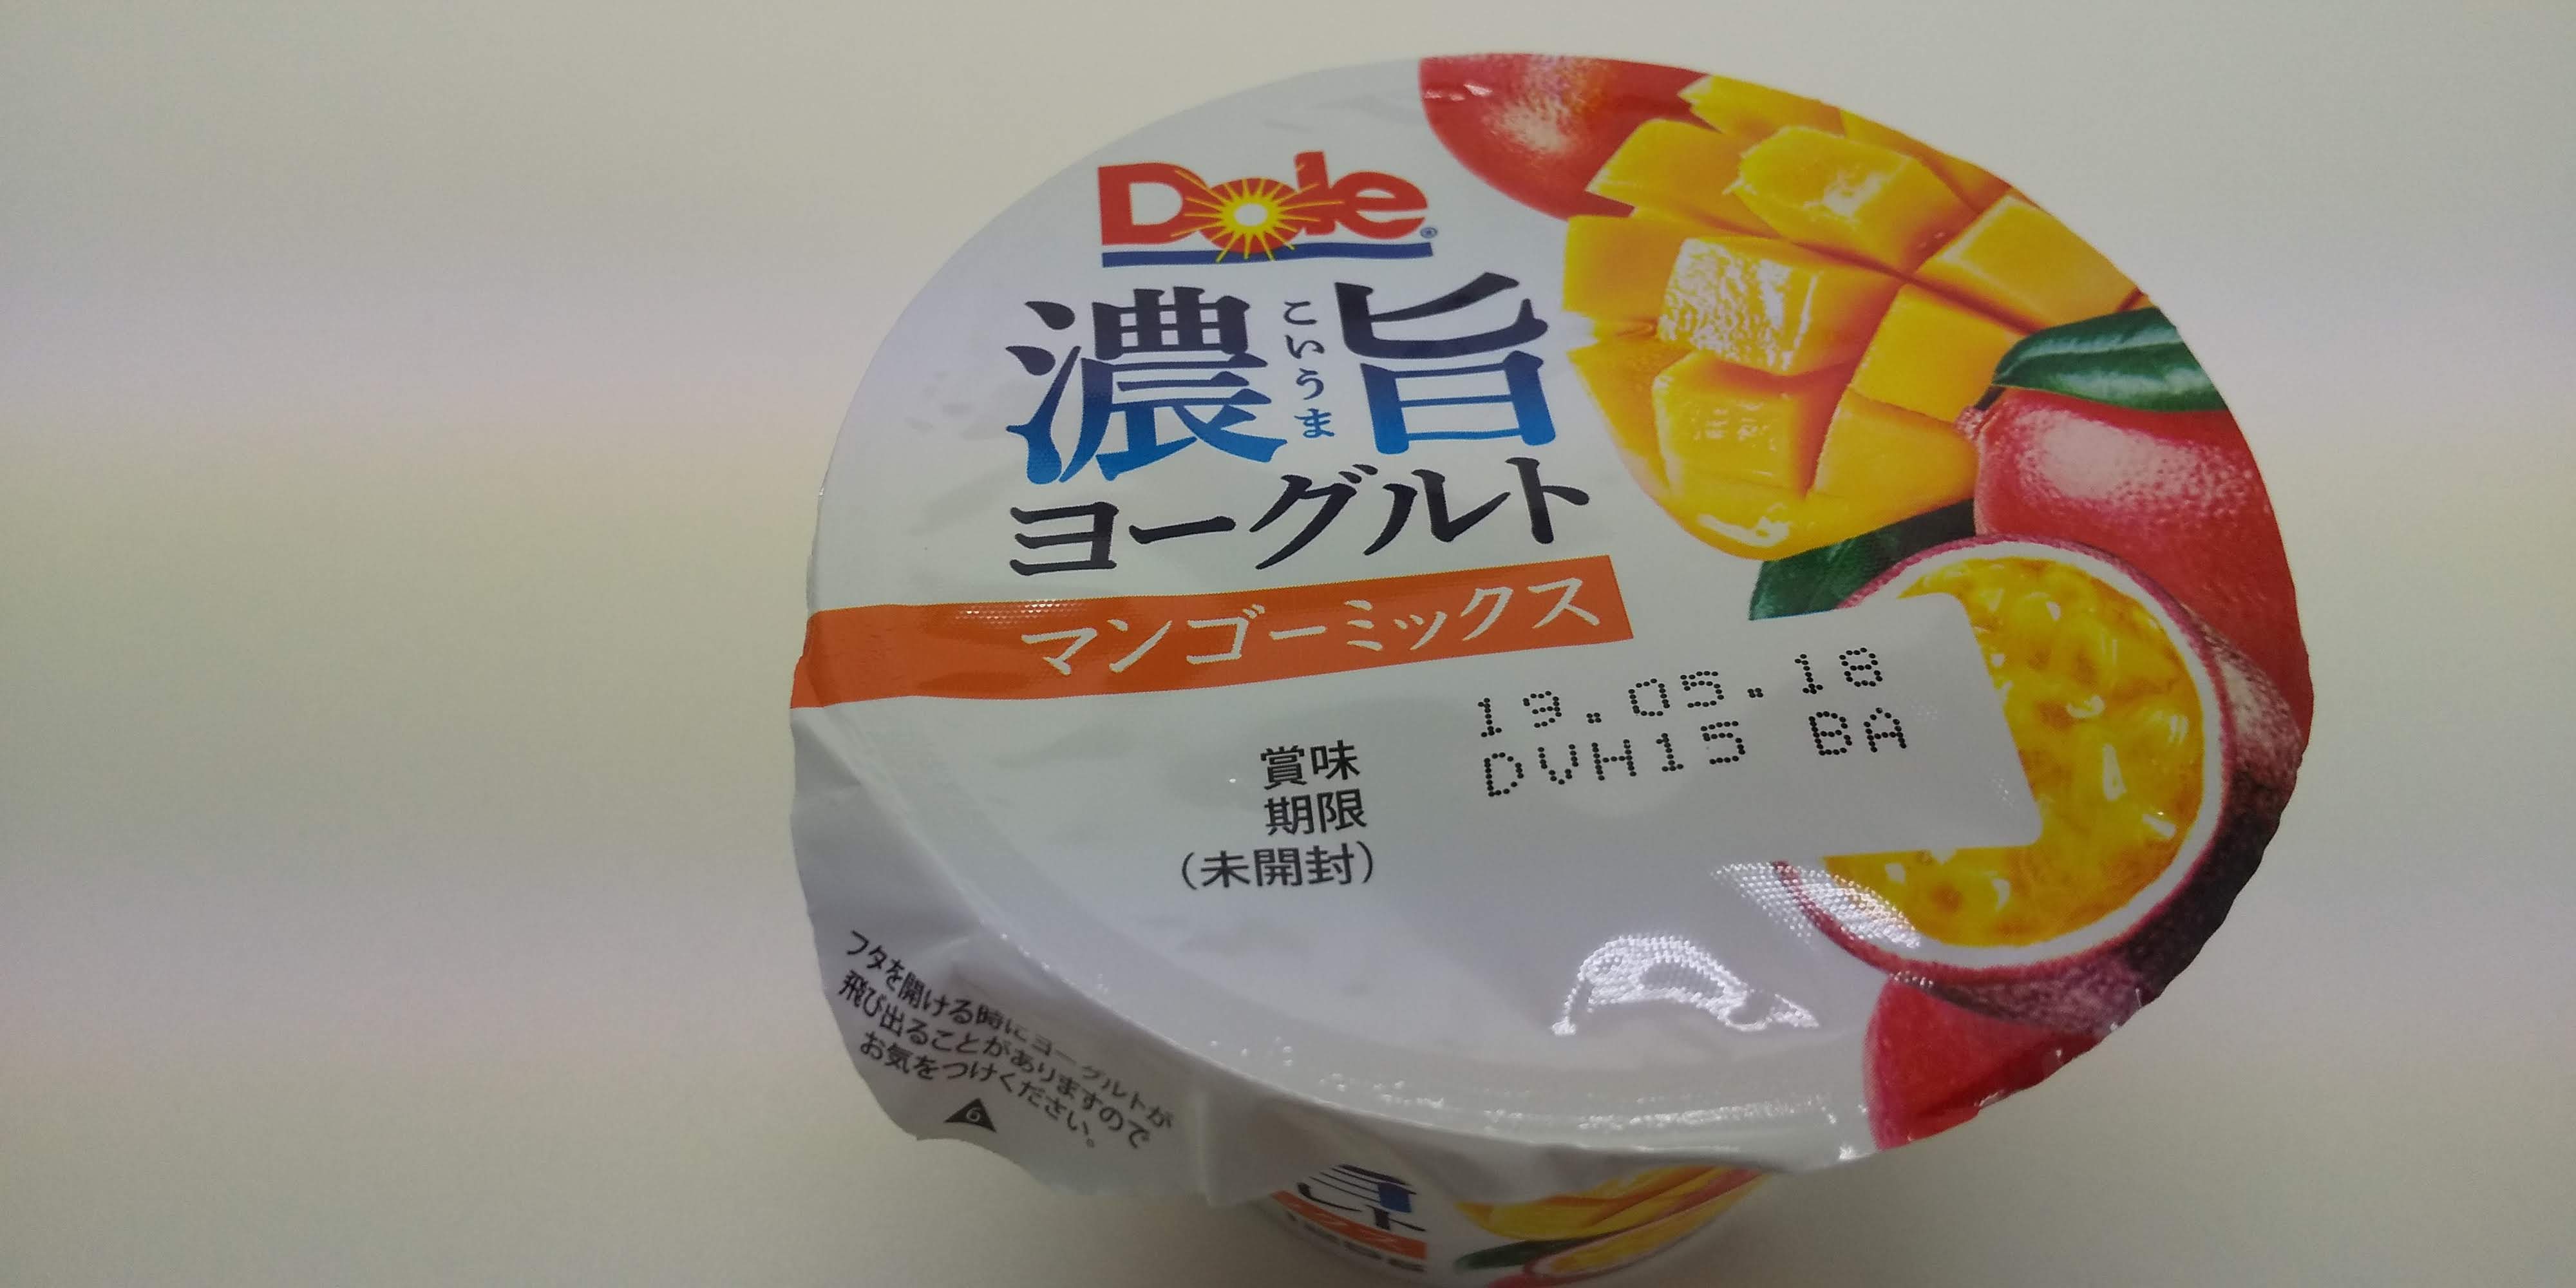 Dole
濃旨
こいうま
ヨーグルト
マンゴーミックス
19.05.18
DVH15 BA
賞味
期限
(未開封)
フタを開ける時にヨーグルトが
飛び出ることがありますので
お気をつけください。
6